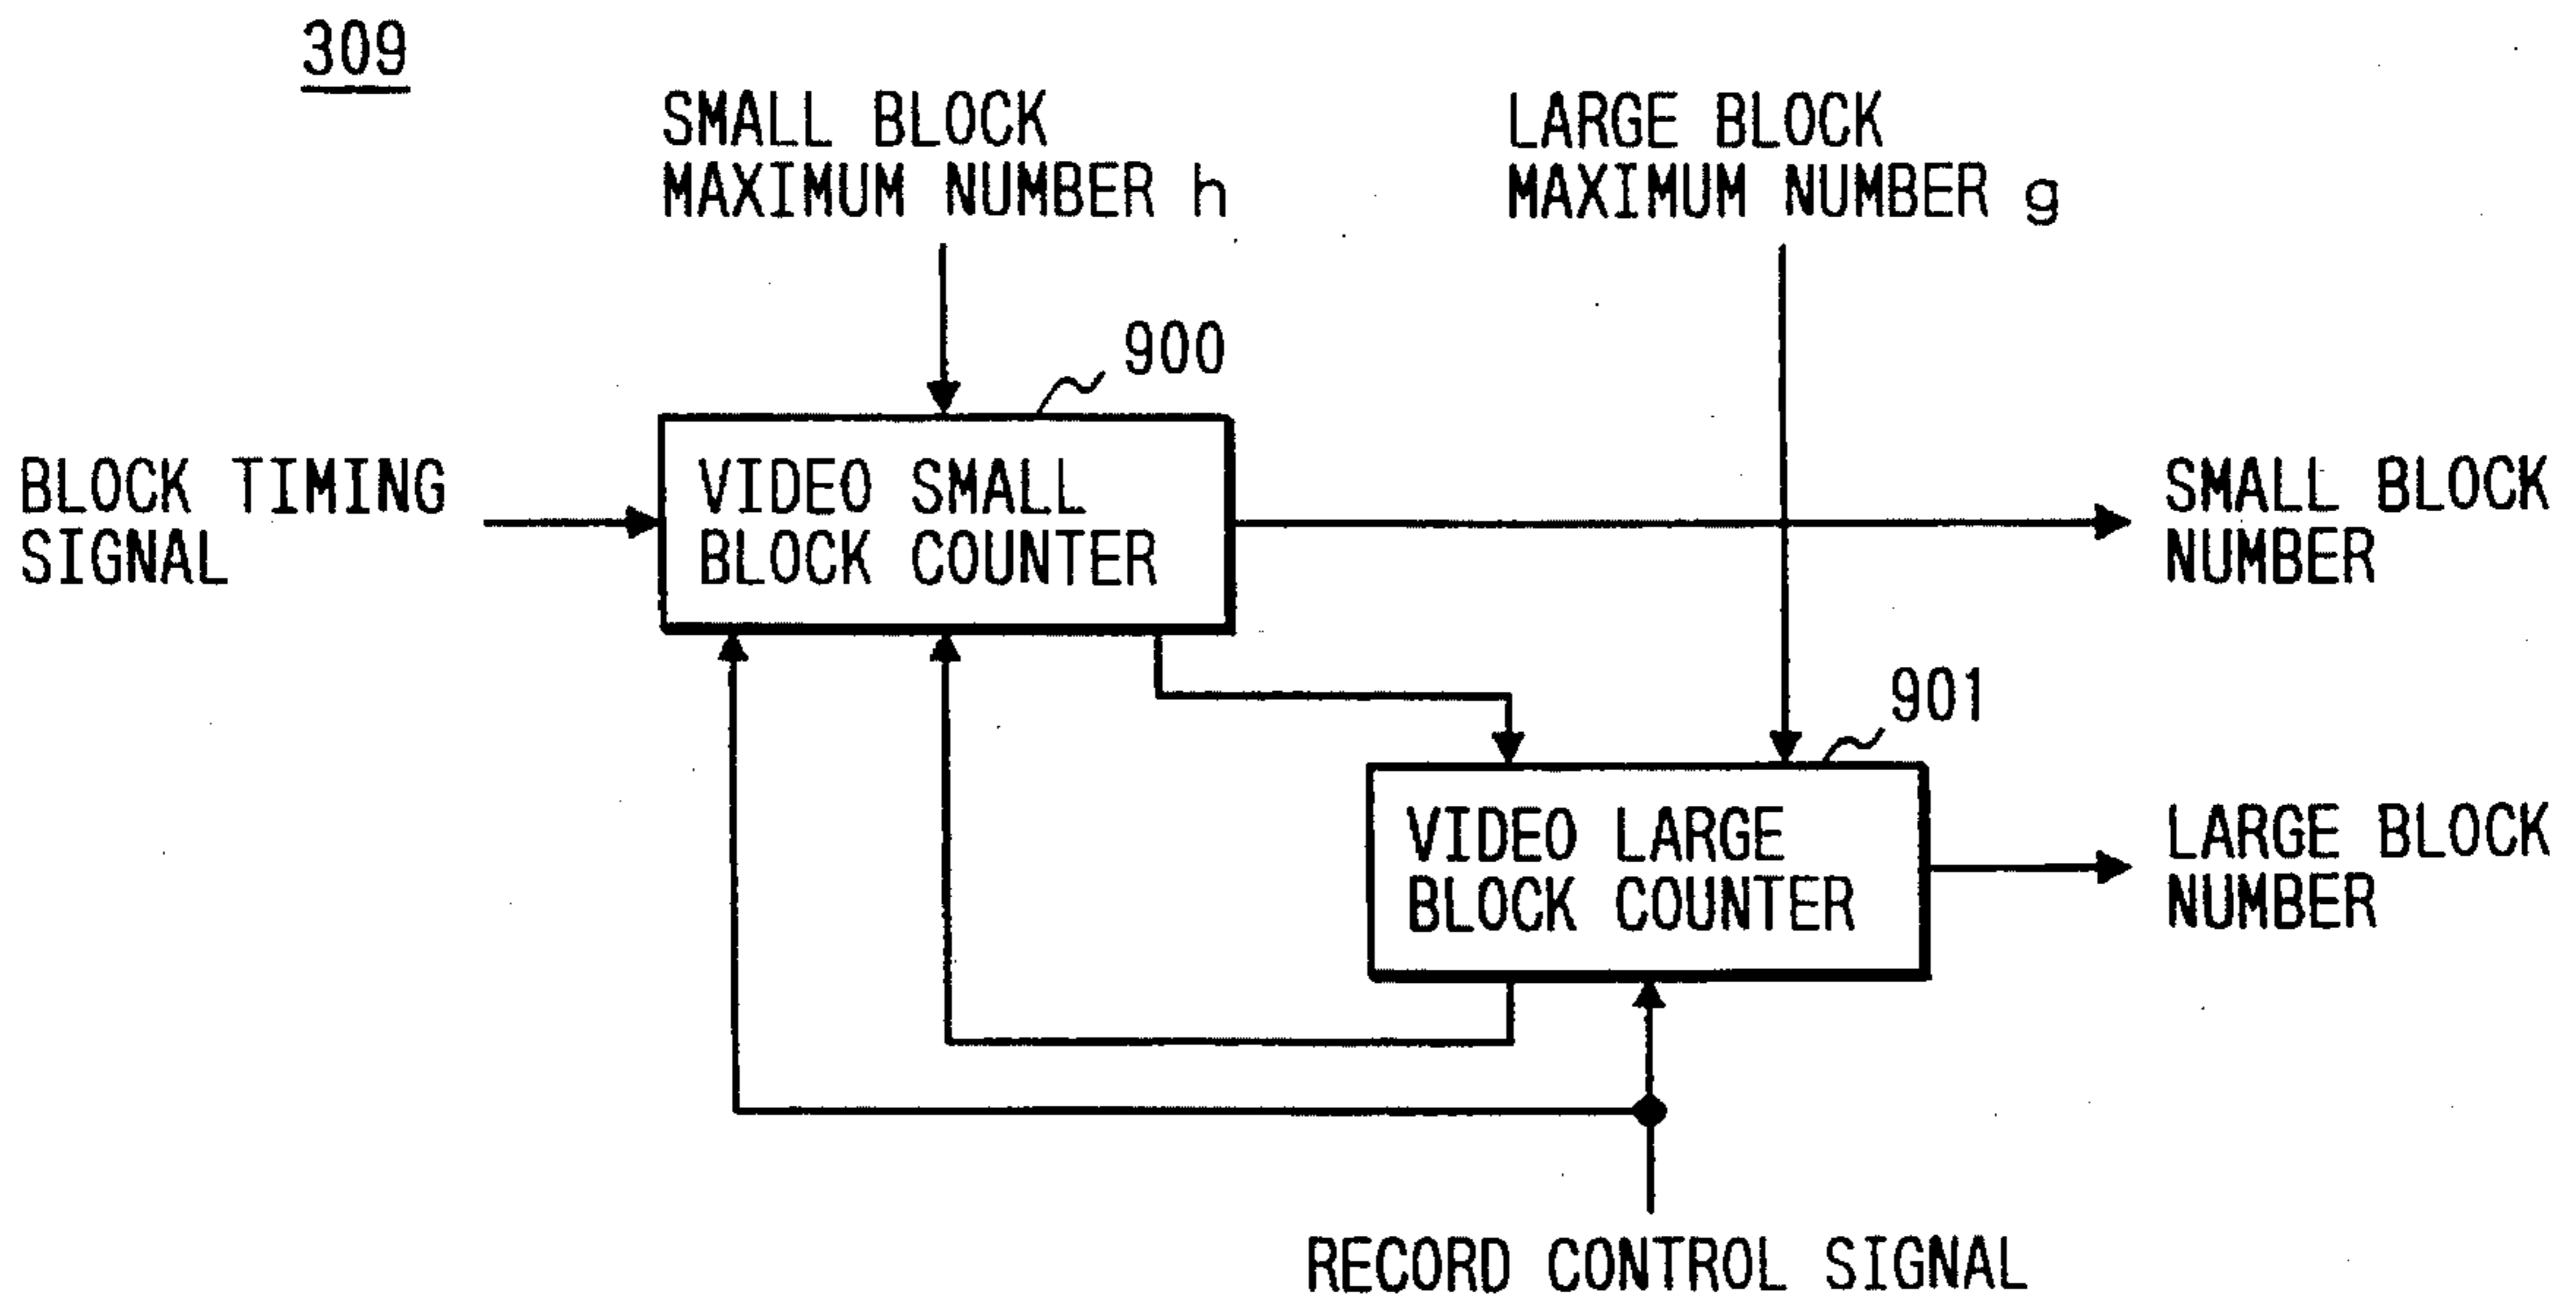 309
SMALL BLOCK
MAXIMUM NUMBER h
LARGE BLOCK
MAXIMUM NUMBER g
900
BLOCK TIMING
SIGNAL
VIDEO SMALL
BLOCK COUNTER
SMALL BLOCK
NUMBER
901
VIDEO LARGE
BLOCK COUNTER
LARGE BLOCK
NUMBER
RECORD CONTROL SIGNAL